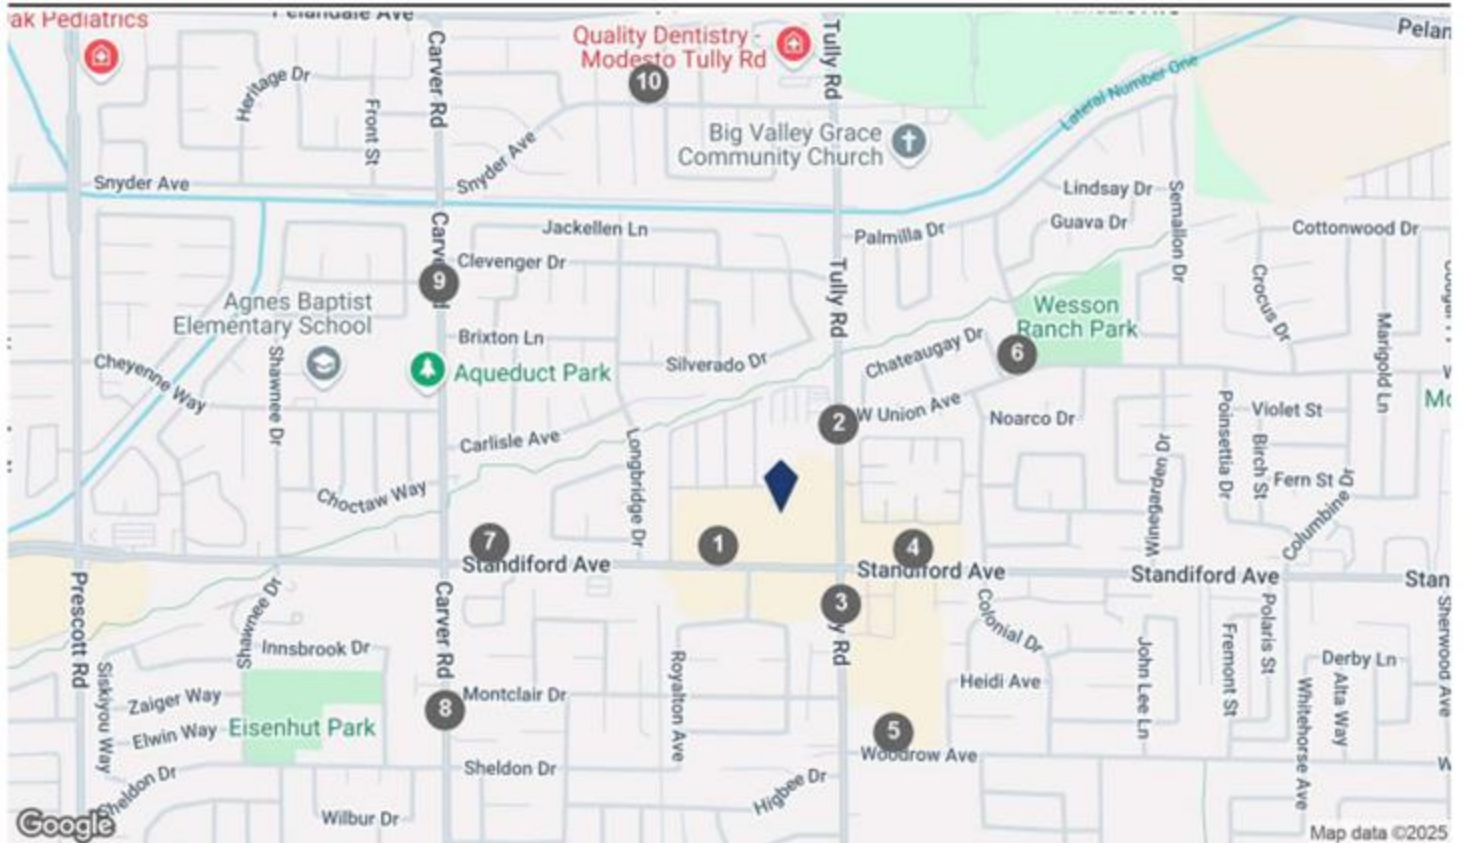 ak Pediatrics
Pelandale Ave
Carver Rd
Quality Dentistry -
Modesto Tully Rd
Tully Rd
Pelan
10
Heritage Dr
Front St
Lateral Number One
Big Valley Grace
Community Church
Snyder Ave
Snyder Ave
Lindsay Dr
Semallon Dr
Guava Dr
Cottonwood Dr
Jackellen Ln
Palmilla Dr
Clevenger Dr
9
Tully Rd
Crocus Dr
Agnes Baptist
Elementary School
Wesson
Ranch Park
Marigold Ln
Brixton Ln
Chateaugay Dr
6
Silverado Dr
Cheyenne Way
Shawnee Dr
Aqueduct Park
2
W Union Ave
Noarco Dr
Violet St
Poinsettia Dr
Birch St
Carlisle Ave
Longbridge Dr
Winegarden Dr
Fern St
Columbine Dr
Choctaw Way
7
1
4
Standiford Ave
Standiford Ave
Standiford Ave
Stan
Prescott Rd
Carver Rd
3
y Rd
Colonial Dr
Shawnee Dr
Innsbrook Dr
Royalton Ave
John Lee Ln
Fremont St
Polaris St
Derby Ln
Sherwood Ave
Siskiyou Way
Zaiger Way
Montclair Dr
8
Heidi Ave
Whitehorse Ave
Alta Way
Elwin Way
Eisenhut Park
5
Woodrow Ave
W
Sheldon Dr
Sheldon Dr
Higbee Dr
Wilbur Dr
Google
Map data ©2025